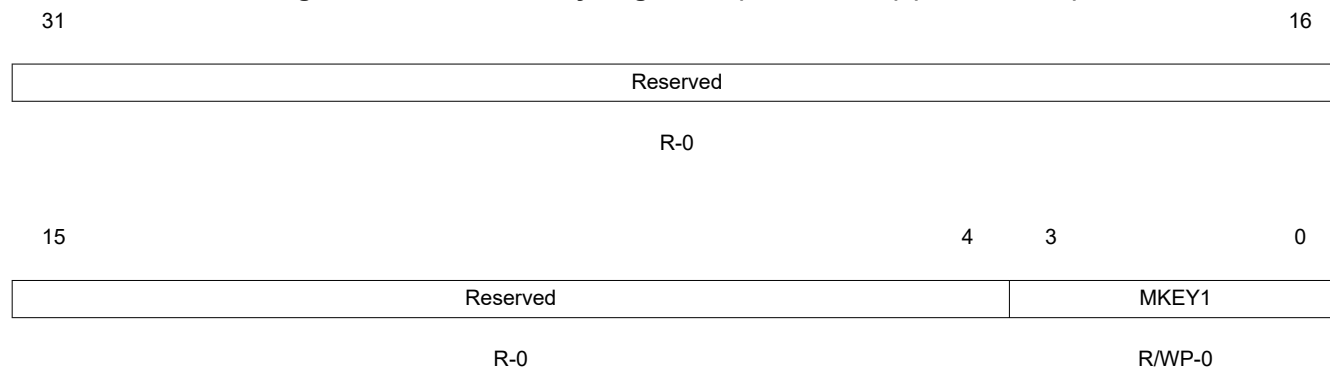 31 16
Reserved
R-0
15 4 3 0
Reserved MKEY1
R-0 R/WP-0